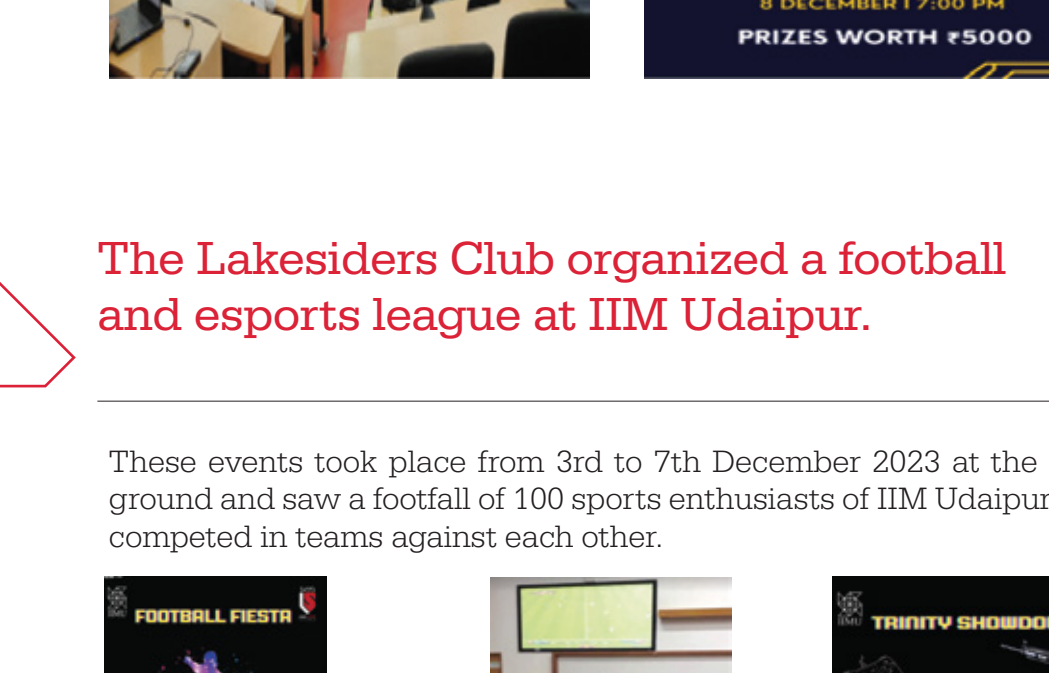 8 DECEMBER | 7:00 PM
PRIZES WORTH ₹5000
The Lakesiders Club organized a football
and esports league at IIM Udaipur.
These events took place from 3rd to 7th December 2023 at the
ground and saw a footfall of 100 sports enthusiasts of IIM Udaipur
competed in teams against each other.
IIMU
FOOTBALL FIESTA
IIMU
TRINITY